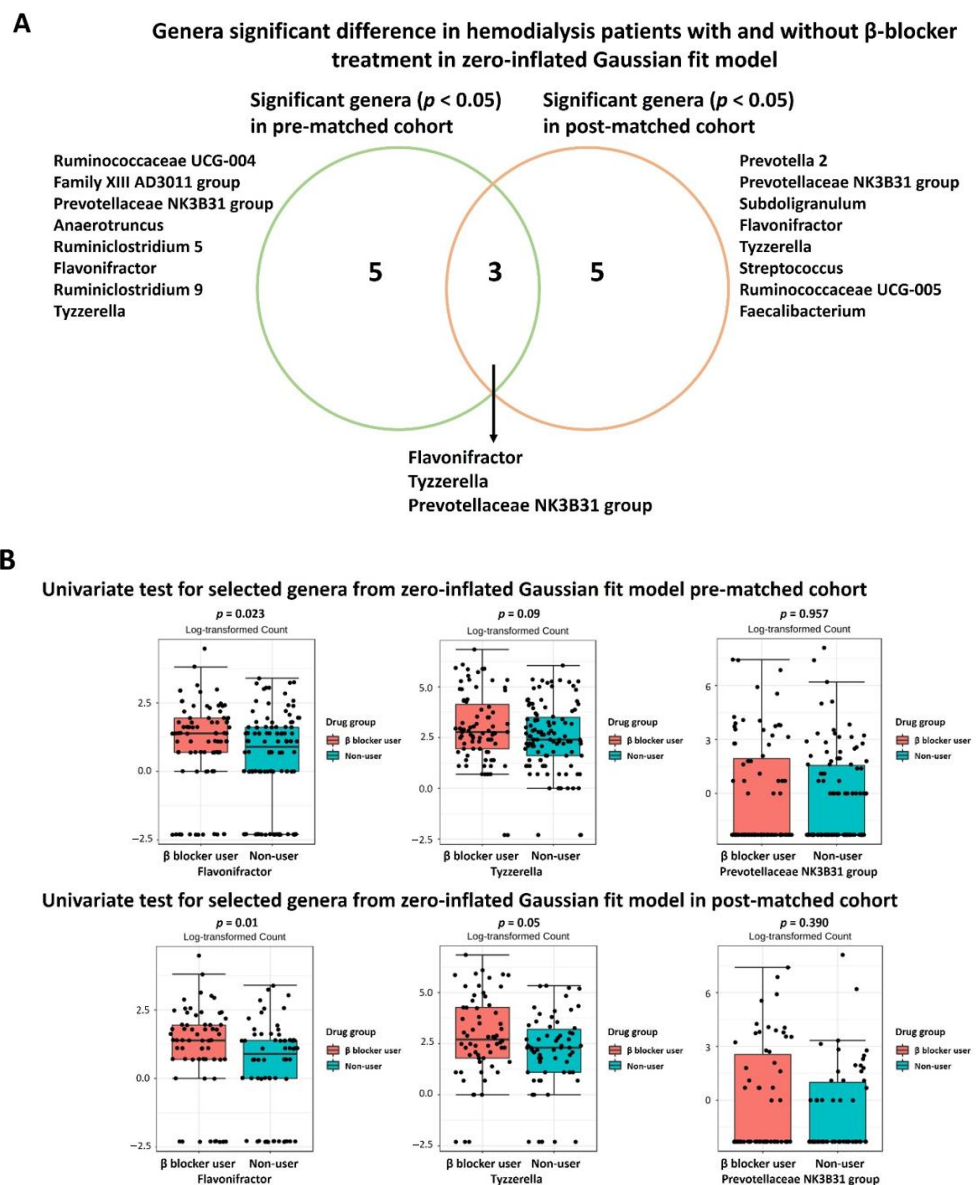 A
Genera significant difference in hemodialysis patients with and without β-blocker
treatment in zero-inflated Gaussian fit model
Significant genera (p < 0.05)
in pre-matched cohort
Significant genera (p < 0.05)
in post-matched cohort
Ruminococcaceae UCG-004
Family XIII AD3011 group
Prevotellaceae NK3B31 group
Anaerotruncus
Ruminiclostridium 5
Flavonifractor
Ruminiclostridium 9
Tyzzerella
5
3
5
Prevotella 2
Prevotellaceae NK3B31 group
Subdoligranulum
Flavonifractor
Tyzzerella
Streptococcus
Ruminococcaceae UCG-005
Faecalibacterium
Flavonifractor
Tyzzerella
Prevotellaceae NK3B31 group
B
Univariate test for selected genera from zero-inflated Gaussian fit model pre-matched cohort
p = 0.023
Log-transformed Count
2.5
0.0
−2.5
Drug group
β blocker user
Non-user
β blocker user Non-user
Flavonifractor
p = 0.09
Log-transformed Count
5.0
2.5
0.0
−2.5
Drug group
β blocker user
Non-user
β blocker user Non-user
Tyzzerella
p = 0.957
Log-transformed Count
6
3
0
Drug group
β blocker user
Non-user
β blocker user Non-user
Prevotellaceae NK3B31 group
Univariate test for selected genera from zero-inflated Gaussian fit model in post-matched cohort
p = 0.01
Log-transformed Count
2.5
0.0
−2.5
Drug group
β blocker user
Non-user
β blocker user Non-user
Flavonifractor
p = 0.05
Log-transformed Count
5.0
2.5
0.0
−2.5
Drug group
β blocker user
Non-user
β blocker user Non-user
Tyzzerella
p = 0.390
Log-transformed Count
6
3
0
Drug group
β blocker user
Non-user
β blocker user Non-user
Prevotellaceae NK3B31 group